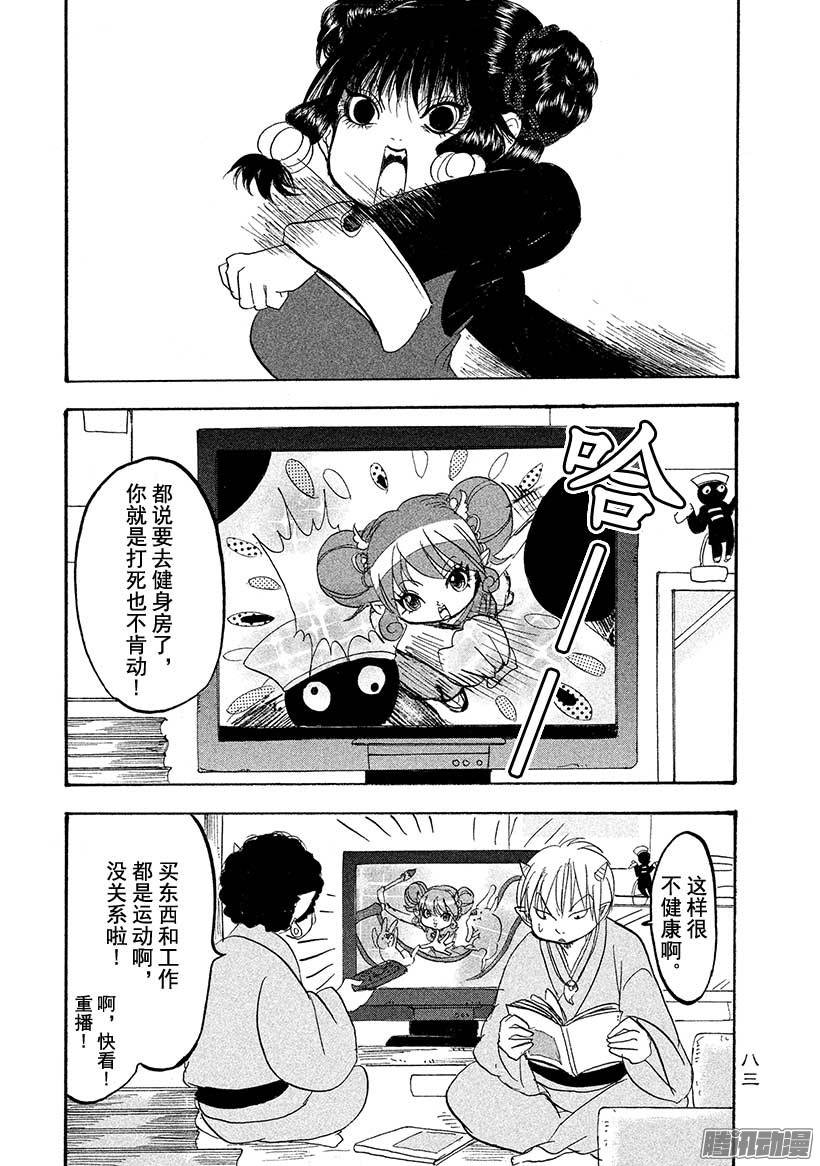 哈——
都说要去健身房了，
你就是打死也不肯动！
这样很
不健康啊。
买东西和工作
都是运动啊，
没关系啦！
啊，快看！
重播！
八三
腾讯动漫